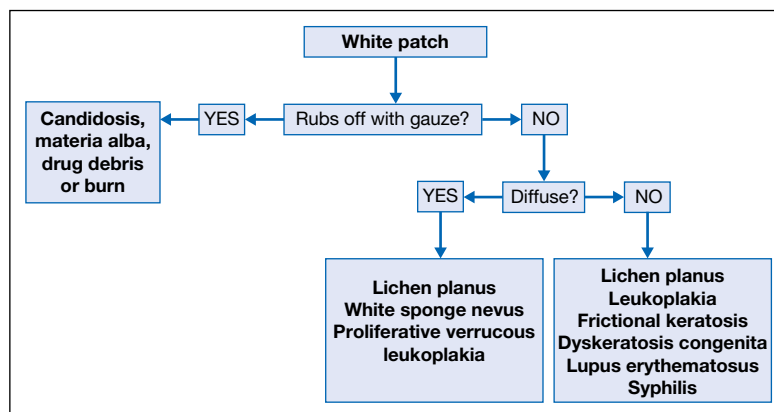 White patch
Rubs off with gauze?
YES
NO
Candidosis,
materia alba,
drug debris
or burn
Diffuse?
YES
NO
Lichen planus
White sponge nevus
Proliferative verrucous
leukoplakia
Lichen planus
Leukoplakia
Frictional keratosis
Dyskeratosis congenita
Lupus erythematosus
Syphilis